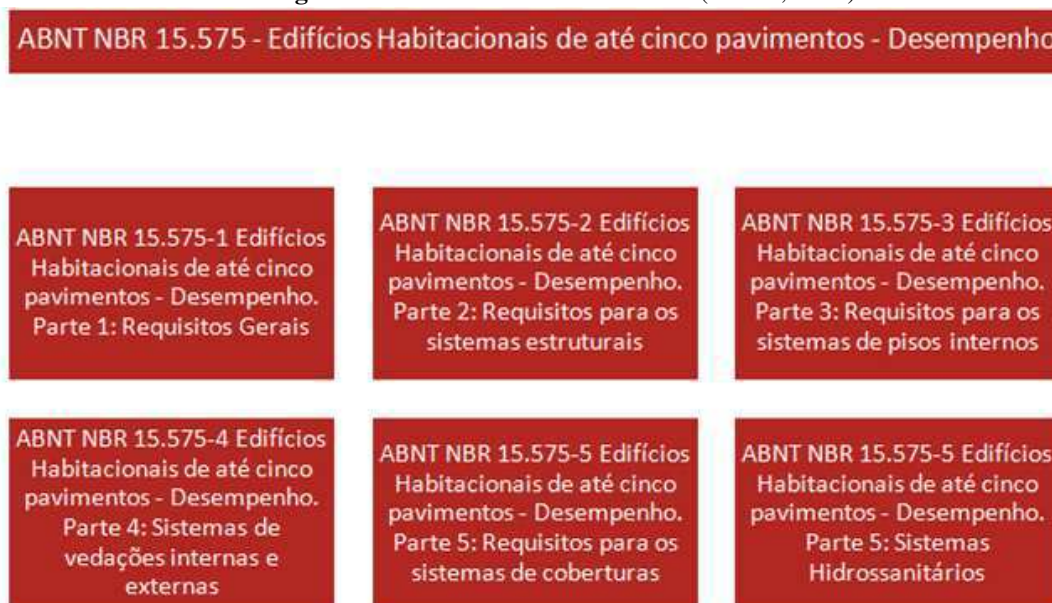 ABNT NBR 15.575 - Edifícios Habitacionais de até cinco pavimentos - Desempenho
ABNT NBR 15.575-1 Edifícios
Habitacionais de até cinco
pavimentos - Desempenho.
Parte 1: Requisitos Gerais
ABNT NBR 15.575-2 Edifícios
Habitacionais de até cinco
pavimentos - Desempenho.
Parte 2: Requisitos para os
sistemas estruturais
ABNT NBR 15.575-3 Edifícios
Habitacionais de até cinco
pavimentos - Desempenho.
Parte 3: Requisitos para os
sistemas de pisos internos
ABNT NBR 15.575-4 Edifícios
Habitacionais de até cinco
pavimentos - Desempenho.
Parte 4: Sistemas de
vedações internas e
externas
ABNT NBR 15.575-5 Edifícios
Habitacionais de até cinco
pavimentos - Desempenho.
Parte 5: Requisitos para os
sistemas de coberturas
ABNT NBR 15.575-5 Edifícios
Habitacionais de até cinco
pavimentos - Desempenho.
Parte 5: Sistemas
Hidrossanitários